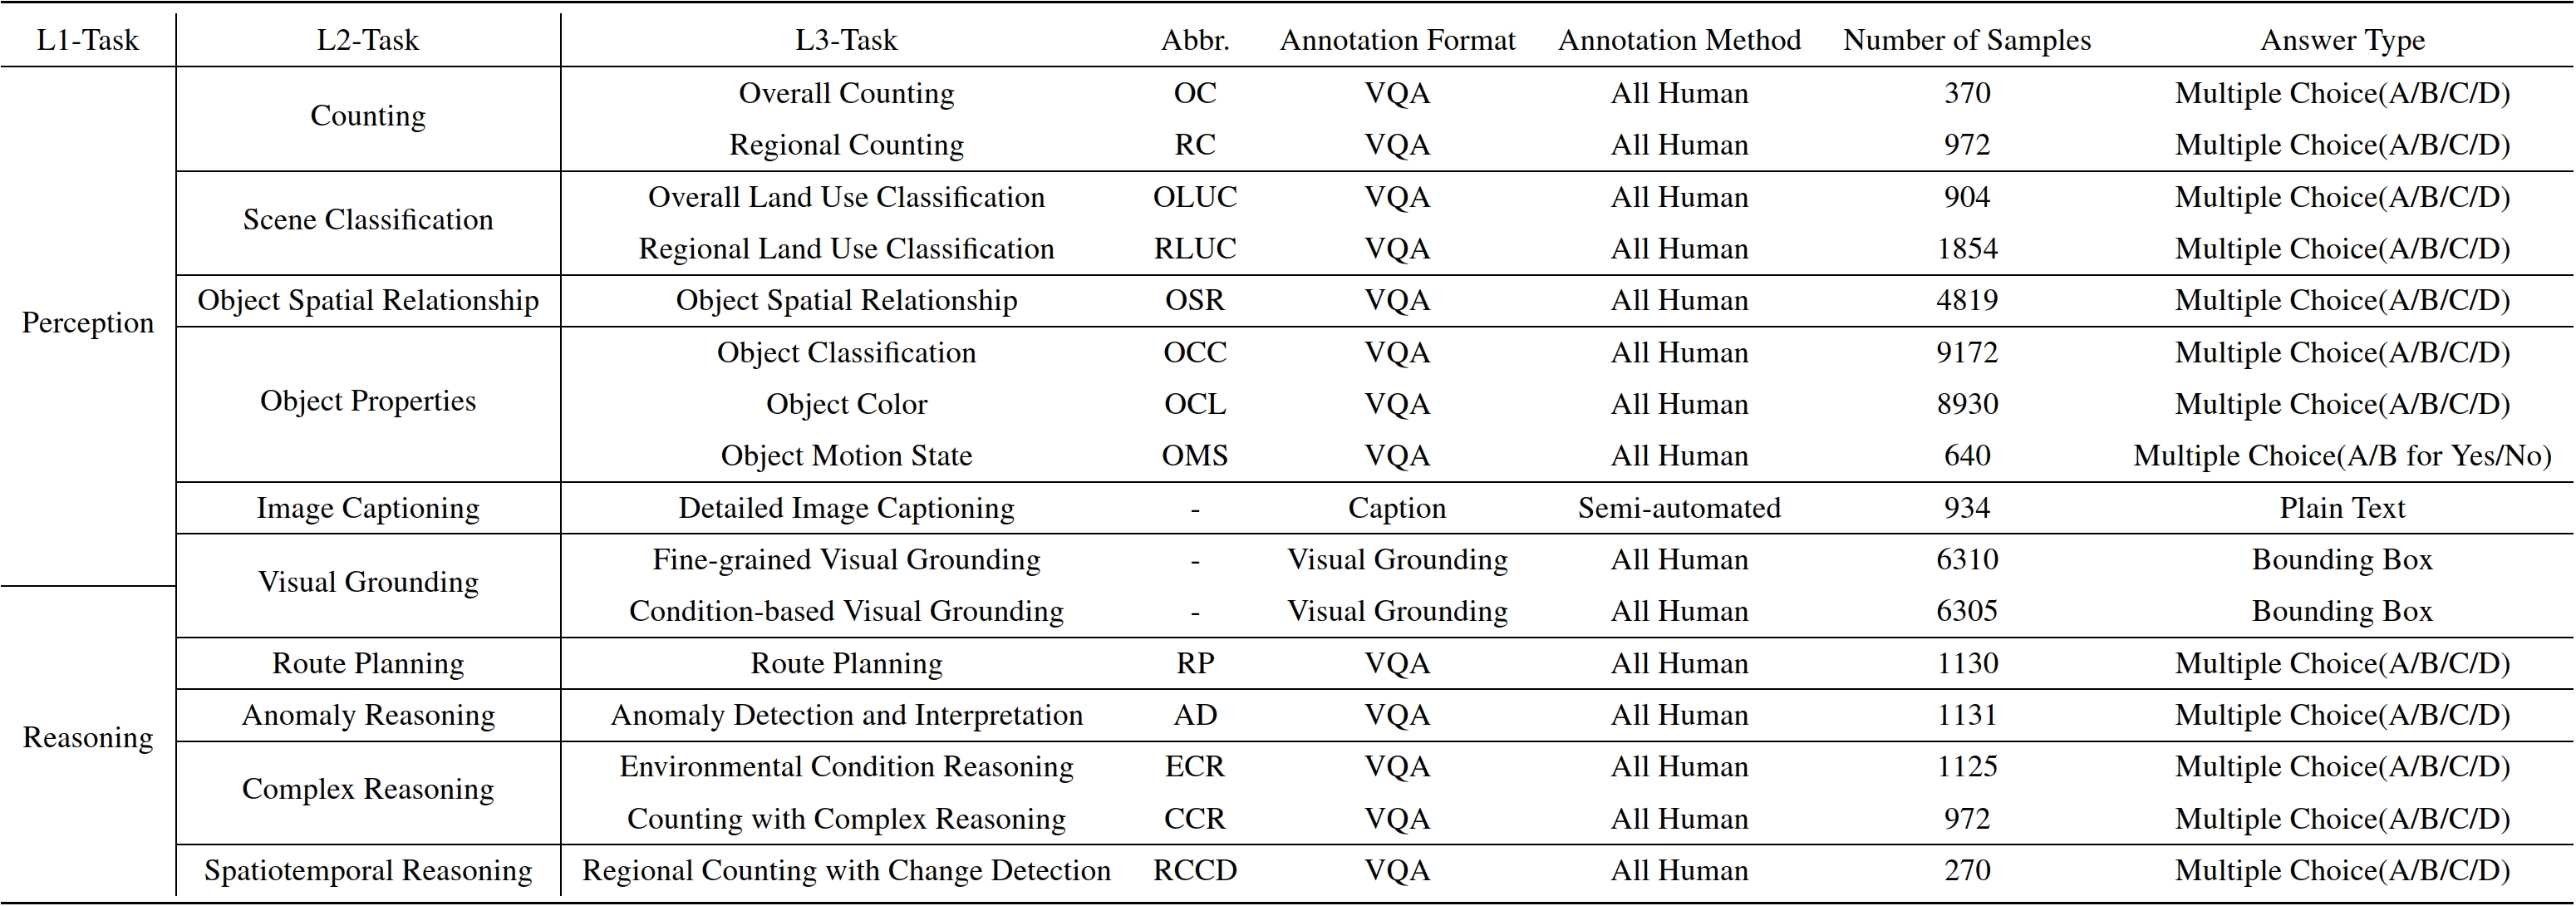 L1-Task L2-Task L3-Task Abbr. Annotation Format Annotation Method Number of Samples Answer Type
Perception
Counting
Overall Counting OC VQA All Human 370 Multiple Choice(A/B/C/D)
Regional Counting RC VQA All Human 972 Multiple Choice(A/B/C/D)
Scene Classification
Overall Land Use Classification OLUC VQA All Human 904 Multiple Choice(A/B/C/D)
Regional Land Use Classification RLUC VQA All Human 1854 Multiple Choice(A/B/C/D)
Object Spatial Relationship Object Spatial Relationship OSR VQA All Human 4819 Multiple Choice(A/B/C/D)
Object Properties
Object Classification OCC VQA All Human 9172 Multiple Choice(A/B/C/D)
Object Color OCL VQA All Human 8930 Multiple Choice(A/B/C/D)
Object Motion State OMS VQA All Human 640 Multiple Choice(A/B for Yes/No)
Image Captioning Detailed Image Captioning - Caption Semi-automated 934 Plain Text
Visual Grounding
Fine-grained Visual Grounding - Visual Grounding All Human 6310 Bounding Box
Condition-based Visual Grounding - Visual Grounding All Human 6305 Bounding Box
Reasoning
Route Planning Route Planning RP VQA All Human 1130 Multiple Choice(A/B/C/D)
Anomaly Reasoning Anomaly Detection and Interpretation AD VQA All Human 1131 Multiple Choice(A/B/C/D)
Complex Reasoning
Environmental Condition Reasoning ECR VQA All Human 1125 Multiple Choice(A/B/C/D)
Counting with Complex Reasoning CCR VQA All Human 972 Multiple Choice(A/B/C/D)
Spatiotemporal Reasoning Regional Counting with Change Detection RCCD VQA All Human 270 Multiple Choice(A/B/C/D)